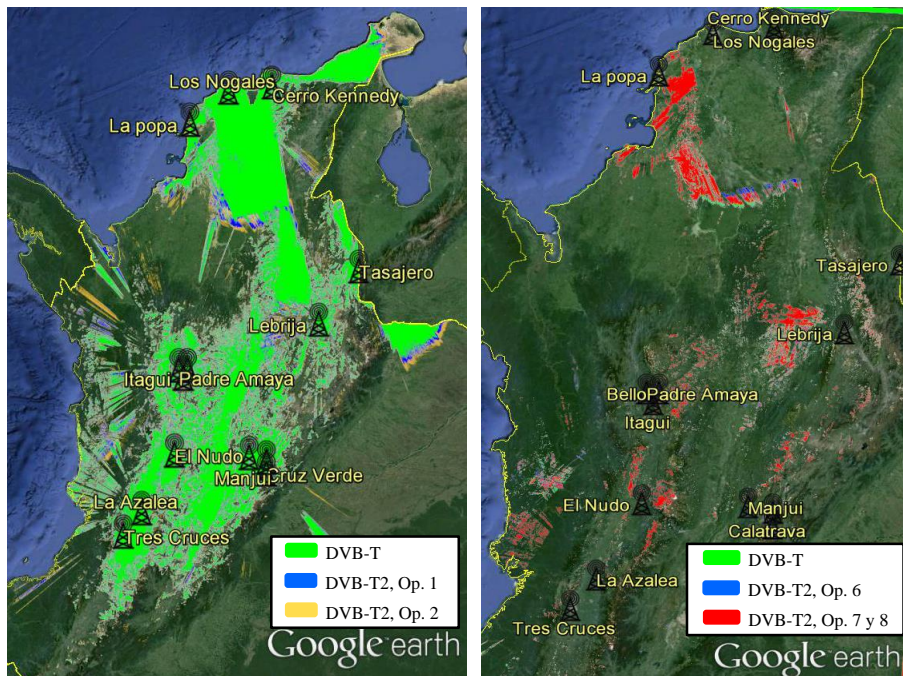 Los Nogales
Cerro Kennedy
La popa
Tasajero
Lebrija
Itagui Padre Amaya
El Nudo
Manjui
Cruz Verde
La Azalea
Tres Cruces
DVB-T
DVB-T2, Op. 1
DVB-T2, Op. 2
Google earth
Cerro Kennedy
Los Nogales
La popa
Tasajero
Lebrija
BelloPadre Amaya
Itagui
El Nudo
Manjui
Calatrava
La Azalea
Tres Cruces
DVB-T
DVB-T2, Op. 6
DVB-T2, Op. 7 y 8
Google earth